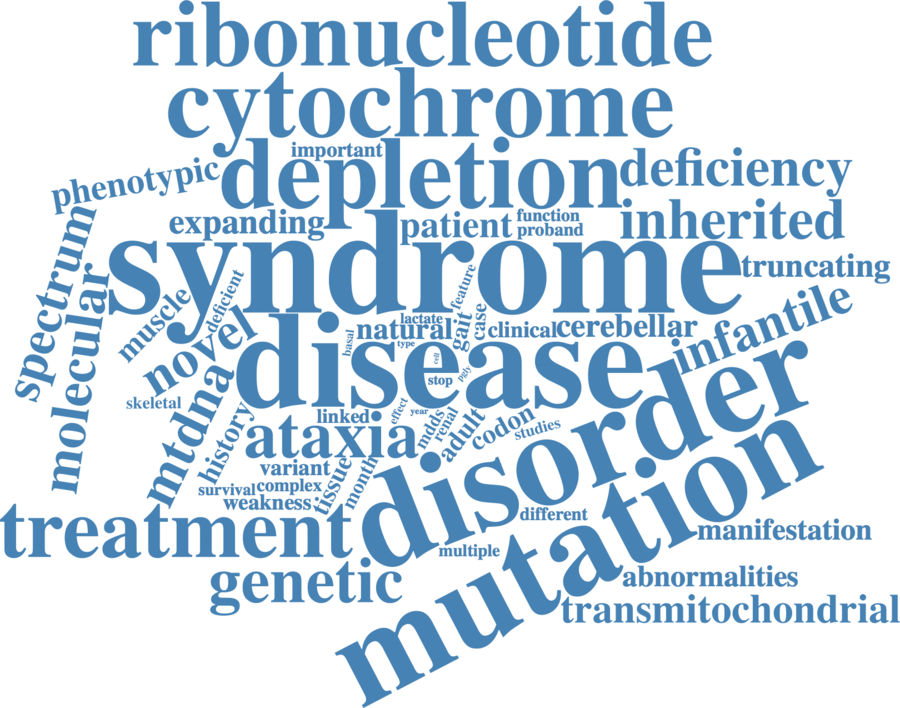 ribonucleotide
cytochrome
important
depletion
deficiency
phenotypic
expanding
patient
function
proband
inherited
spectrum
syndrome
truncating
molecular
muscle
deficient
feature
infantile
novel
lactate
natural
gait
case
clinical
cerebellar
basal
type
cell
disease
stop
pgly
skeletal
mtdna
history
linked
effect
year
mdds
renal
adult
codon
studies
disorder
ataxia
variant
tissue
month
survival
complex
weakness
treatment
different
mutation
manifestation
multiple
genetic
abnormalities
transmitochondrial